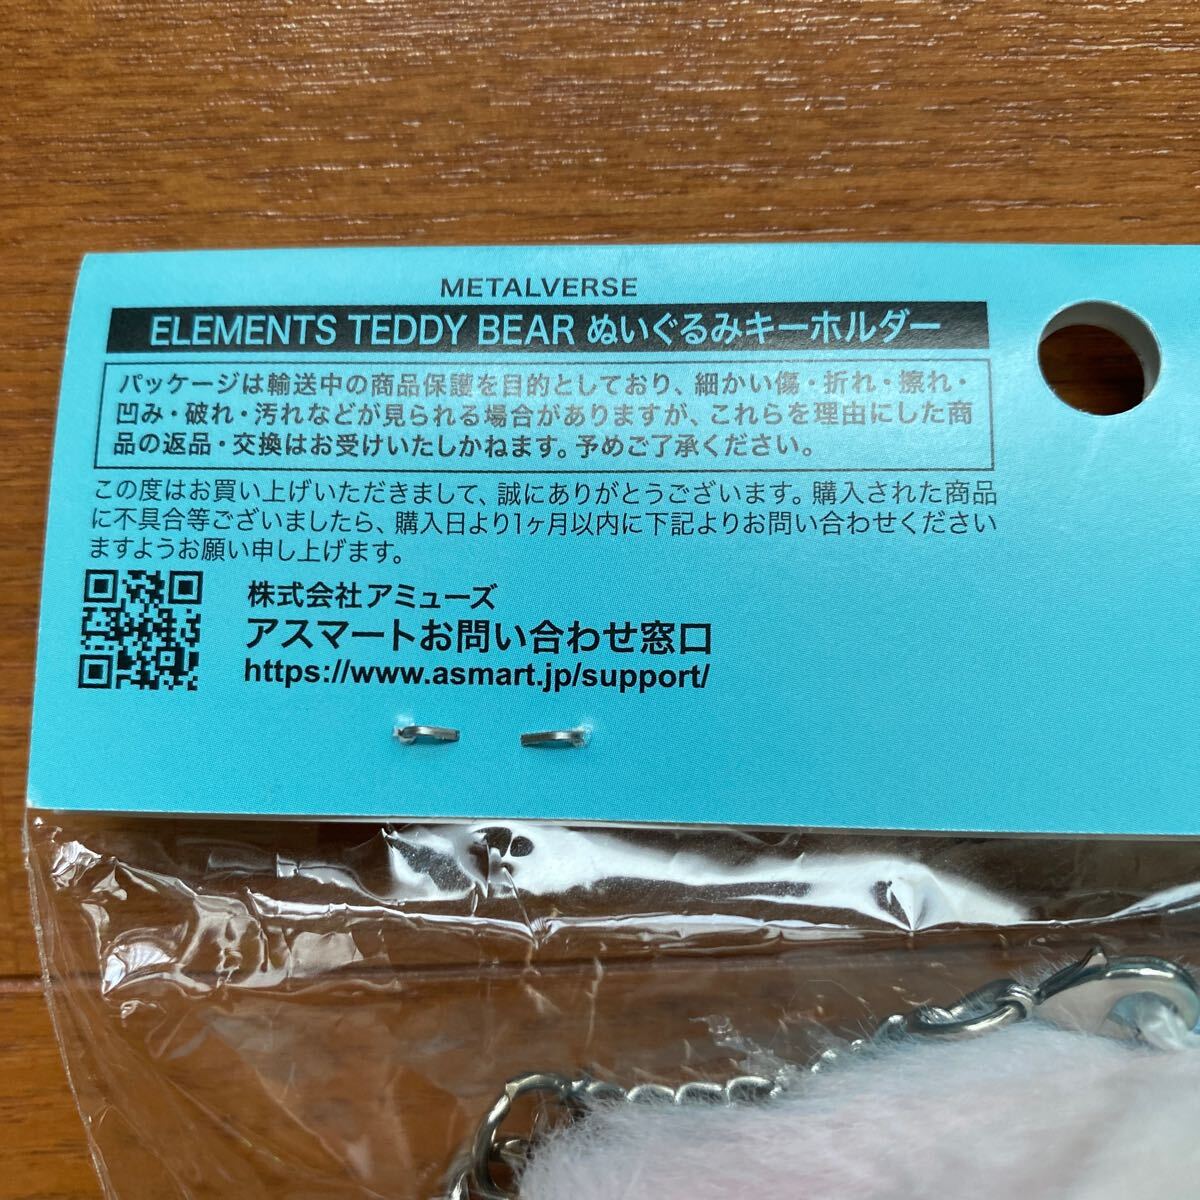 METALVERSE
ELEMENTS TEDDY BEAR ぬいぐるみキーホルダー
パッケージは輸送中の商品保護を目的としており、細かい傷・折れ・擦れ・
凹み・破れ・汚れなどが見られる場合がありますが、これらを理由にした商
品の返品・交換はお受けいたしかねます。予めご了承ください。
この度はお買い上げいただきまして、誠にありがとうございます。購入された商品
に不具合等ございましたら、購入日より1ヶ月以内に下記よりお問い合わせください
ますようお願い申し上げます。
株式会社アミューズ
アスマートお問い合わせ窓口
https://www.asmart.jp/support/